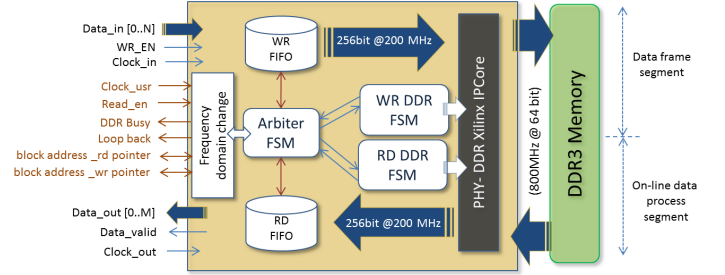 Data_in [0..N]
WR_EN
Clock_in
Clock_usr
Read_en
DDR Busy
Loop back
block address _rd pointer
block address _wr pointer
Data_out [0..M]
Data_valid
Clock_out
Frequency
domain change
WR
FIFO
Arbiter
FSM
RD
FIFO
256bit @200 MHz
WR DDR
FSM
RD DDR
FSM
256bit @200 MHz
PHY- DDR Xilinx IPCore
(800MHz @ 64 bit)
DDR3 Memory
Data frame
segment
On-line data
process
segment